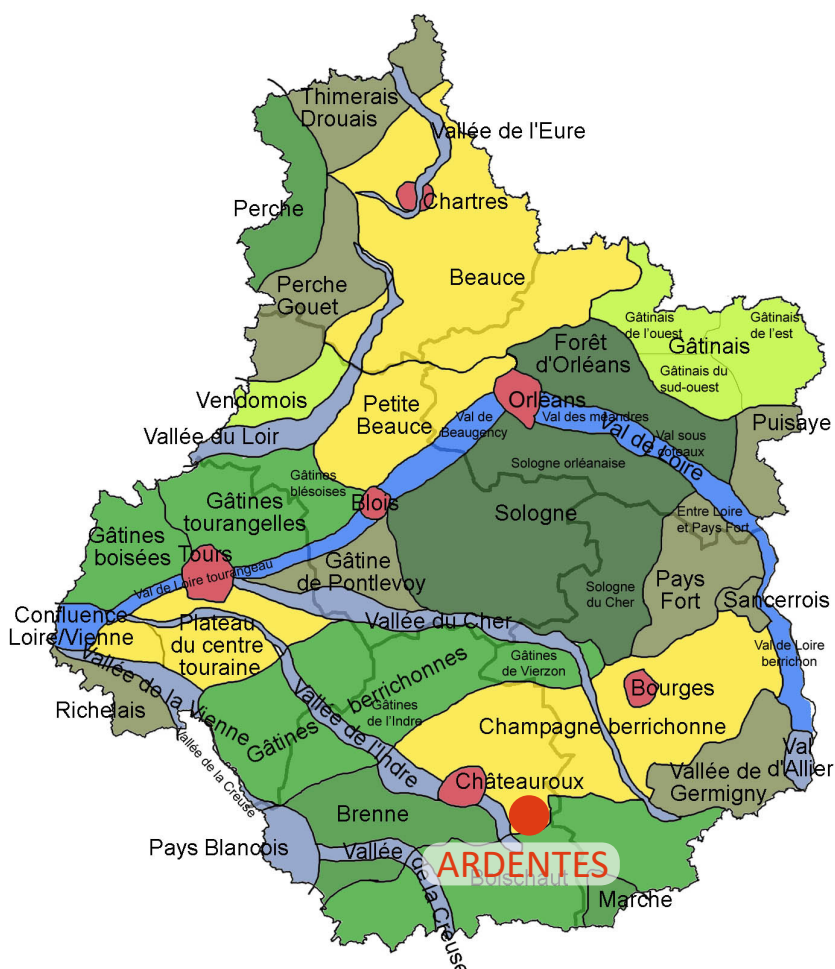 Thimerais
Drouais
Vallée de l'Eure
Chartres
Perche
Beauce
Perche
Gouet
Gâtinais
de l'ouest
Gâtinais
de l'est
Gâtinais
Gâtinais du
sud-ouest
Forêt
d'Orléans
Vendomois
Petite
Beauce
Orléans
Val de
Beaugency
Val des méandres
Val de Loire
Val sous
coteaux
Puisaye
Vallée du Loir
Sologne orléanaise
Gâtines
blésoises
Gâtines
tourangelles
Blois
Sologne
Entre Loire
et Pays Fort
Gâtines
boisées
Tours
Val de Loire tourangeau
Gâtine
de Pontlevoy
Sologne
du Cher
Pays
Fort
Sancerrois
Confluence
Loire/Vienne
Plateau
du centre
touraine
Vallée du Cher
Val de Loire
berrichon
Gâtines
de Vierzon
Vallée de la Vienne
Richelais
Gâtines berrichonnes
Gâtines
de l'Indre
Vallée de l'Indre
Bourges
Champagne berrichonne
Vallée de la Creuse
Vallée de
Germigny
Val
d'Allier
Châteauroux
Brenne
Pays Blancois
Vallée de la Creuse
ARDENTES
Boischaut
Marche